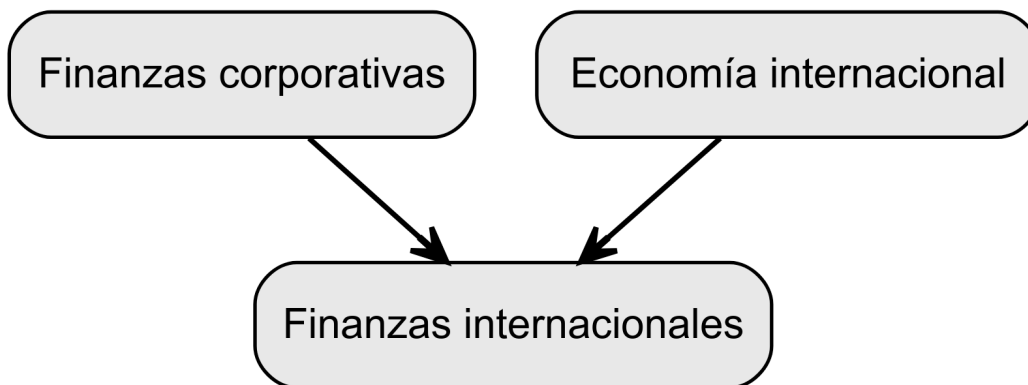 Finanzas corporativas
Economía internacional
Finanzas internacionales